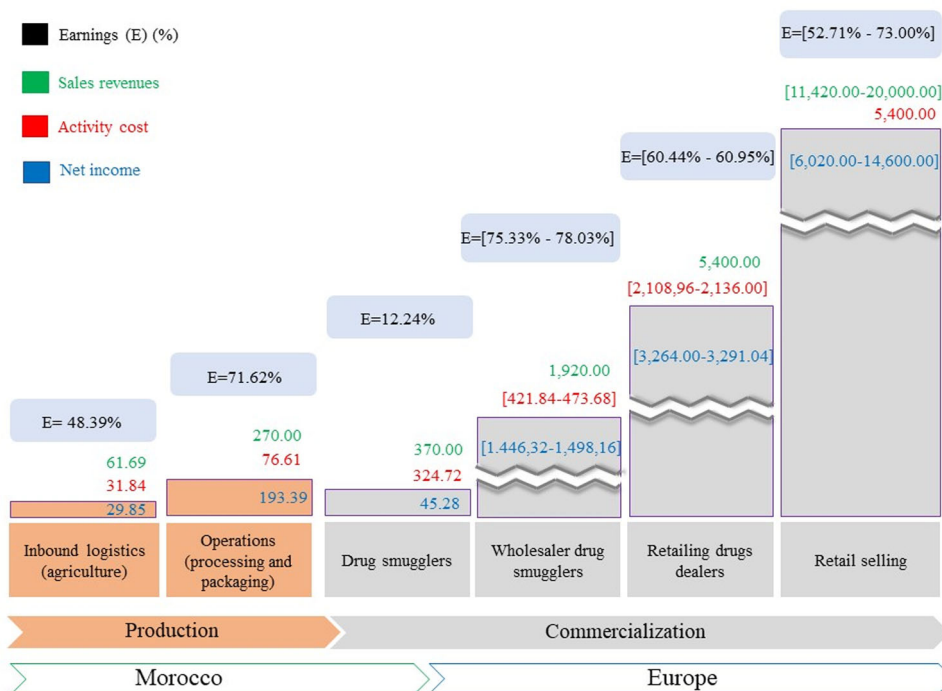 Earnings (E) (%)
Sales revenues
Activity cost
Net income
E= 48.39%
61.69
31.84
29.85
Inbound logistics
(agriculture)
E=71.62%
270.00
76.61
193.39
Operations
(processing and
packaging)
E=12.24%
370.00
324.72
45.28
Drug smugglers
E=[75.33% - 78.03%]
1,920.00
[421.84-473.68]
[1.446,32-1,498,16]
Wholesaler drug
smugglers
E=[60.44% - 60.95%]
5,400.00
[2,108,96-2,136.00]
[3,264.00-3,291.04]
Retailing drugs
dealers
E=[52.71% - 73.00%]
[11,420.00-20,000.00]
5,400.00
[6,020.00-14,600.00]
Retail selling
Production
Commercialization
Morocco
Europe